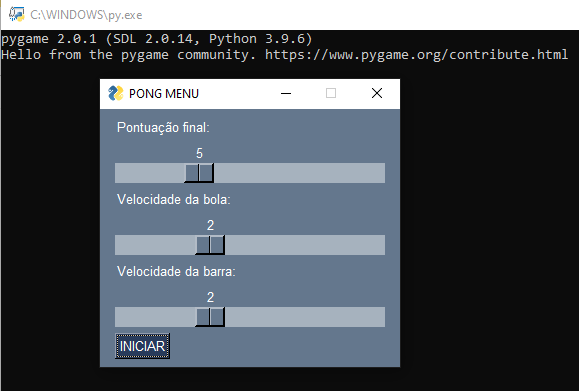 C:\WINDOWS\py.exe
pygame 2.0.1 (SDL 2.0.14, Python 3.9.6)
Hello from the pygame community. https://www.pygame.org/contribute.html
PONG MENU
Pontuação final:
5
Velocidade da bola:
2
Velocidade da barra:
2
INICIAR